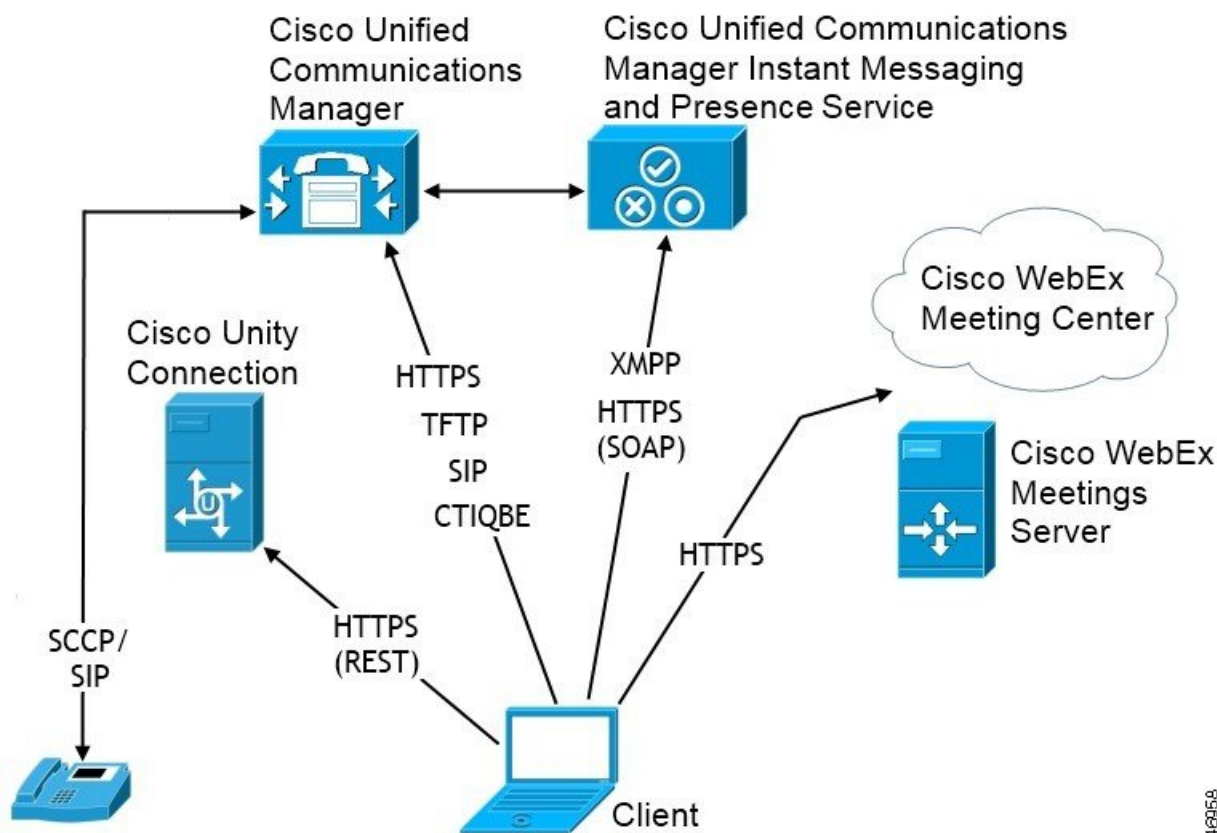 Cisco Unified
Communications
Manager
Cisco Unified Communications
Manager Instant Messaging
and Presence Service
Cisco WebEx
Meeting Center
Cisco Unity
Connection
HTTPS
TFTP
SIP
CTIQBE
XMPP
HTTPS
(SOAP)
Cisco WebEx
Meetings
Server
HTTPS
SCCP/
SIP
HTTPS
(REST)
U
Client